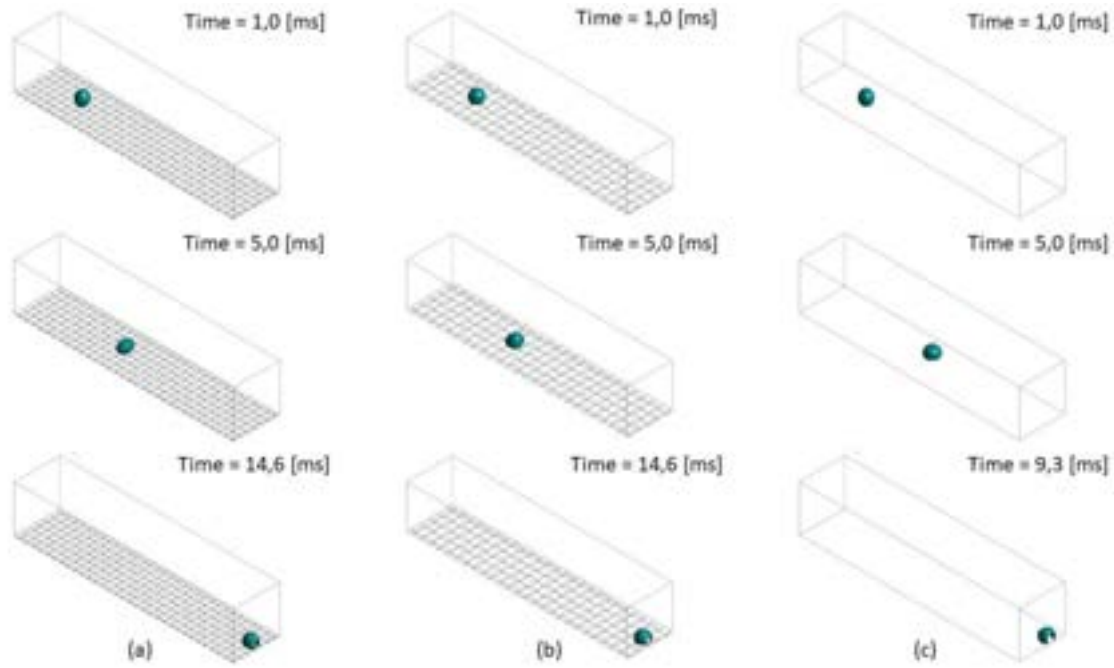 Time = 1,0 [ms]
Time = 1,0 [ms]
Time = 1,0 [ms]
Time = 5,0 [ms]
Time = 5,0 [ms]
Time = 5,0 [ms]
Time = 14,6 [ms]
Time = 14,6 [ms]
Time = 9,3 [ms]
(a)
(b)
(c)